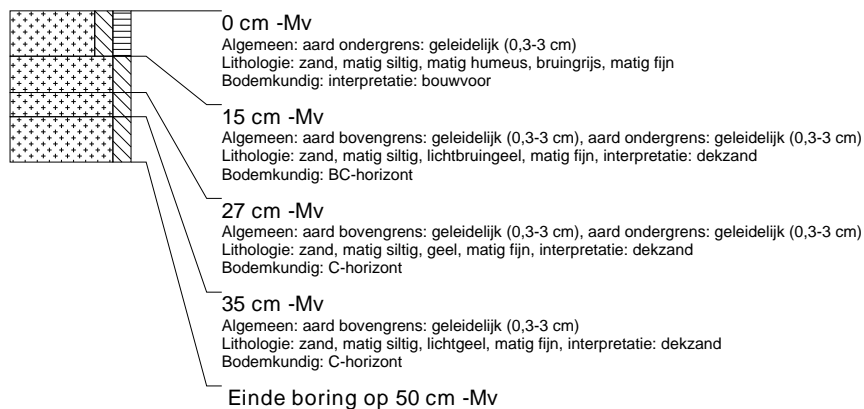 0 cm -Mv
Algemeen: aard ondergrens: geleidelijk (0,3-3 cm)
Lithologie: zand, matig siltig, matig humeus, bruingrijs, matig fijn
Bodemkundig: interpretatie: bouwvoor
15 cm -Mv
Algemeen: aard bovengrens: geleidelijk (0,3-3 cm), aard ondergrens: geleidelijk (0,3-3 cm)
Lithologie: zand, matig siltig, lichtbruingeel, matig fijn, interpretatie: dekzand
Bodemkundig: BC-horizont
27 cm -Mv
Algemeen: aard bovengrens: geleidelijk (0,3-3 cm), aard ondergrens: geleidelijk (0,3-3 cm)
Lithologie: zand, matig siltig, geel, matig fijn, interpretatie: dekzand
Bodemkundig: C-horizont
35 cm -Mv
Algemeen: aard bovengrens: geleidelijk (0,3-3 cm)
Lithologie: zand, matig siltig, lichtgeel, matig fijn, interpretatie: dekzand
Bodemkundig: C-horizont
Einde boring op 50 cm -Mv